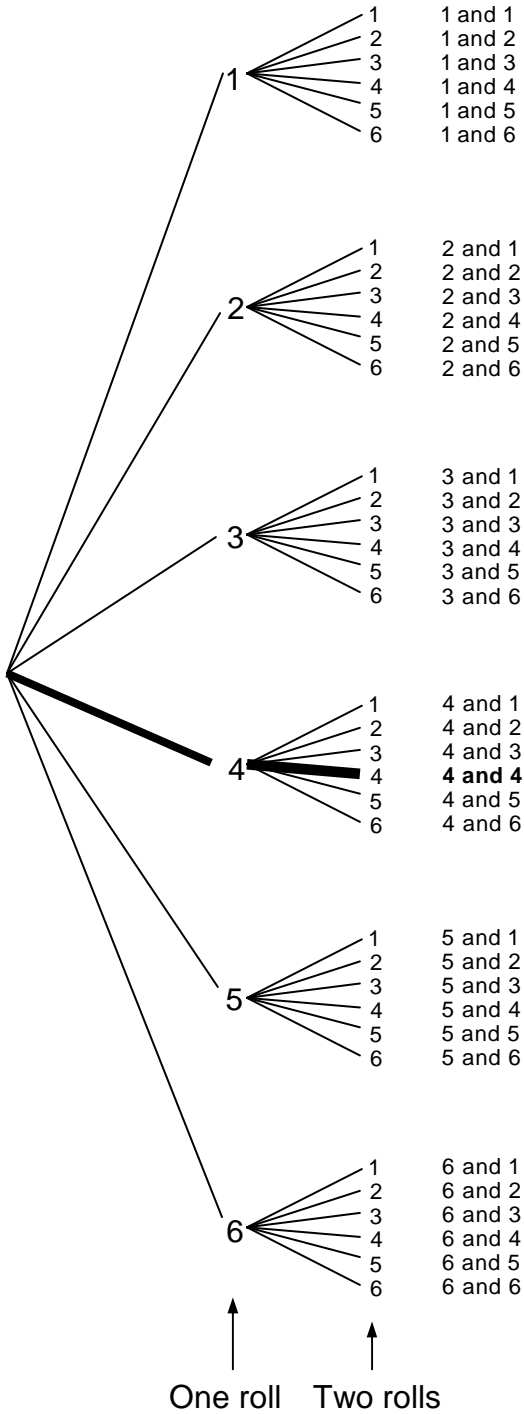 1 1 and 1
2 1 and 2
1 3 1 and 3
4 1 and 4
5 1 and 5
6 1 and 6
1 2 and 1
2 2 and 2
2 3 2 and 3
4 2 and 4
5 2 and 5
6 2 and 6
1 3 and 1
2 3 and 2
3 3 3 and 3
4 3 and 4
5 3 and 5
6 3 and 6
1 4 and 1
2 4 and 2
3 4 and 3
4 4 4 and 4
5 4 and 5
6 4 and 6
1 5 and 1
2 5 and 2
5 3 5 and 3
4 5 and 4
5 5 and 5
6 5 and 6
1 6 and 1
2 6 and 2
3 6 and 3
6 4 6 and 4
5 6 and 5
6 6 and 6
One roll Two rolls